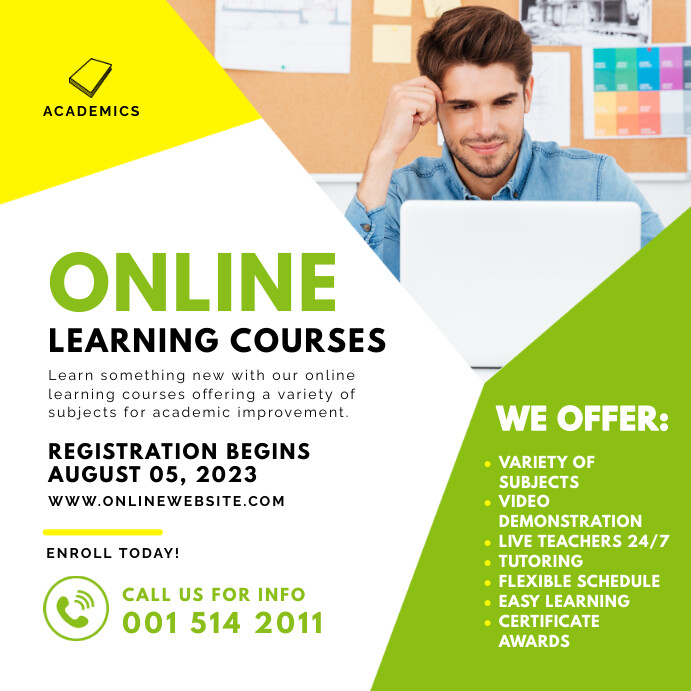 ACADEMICS
ONLINE
LEARNING COURSES
Learn something new with our online
learning courses offering a variety of
subjects for academic improvement.
REGISTRATION BEGINS
AUGUST 05, 2023
WWW.ONLINEWEBSITE.COM
ENROLL TODAY!
CALL US FOR INFO
001 514 2011
WE OFFER:
VARIETY OF
SUBJECTS
VIDEO
DEMONSTRATION
LIVE TEACHERS 24/7
TUTORING
FLEXIBLE SCHEDULE
EASY LEARNING
CERTIFICATE
AWARDS